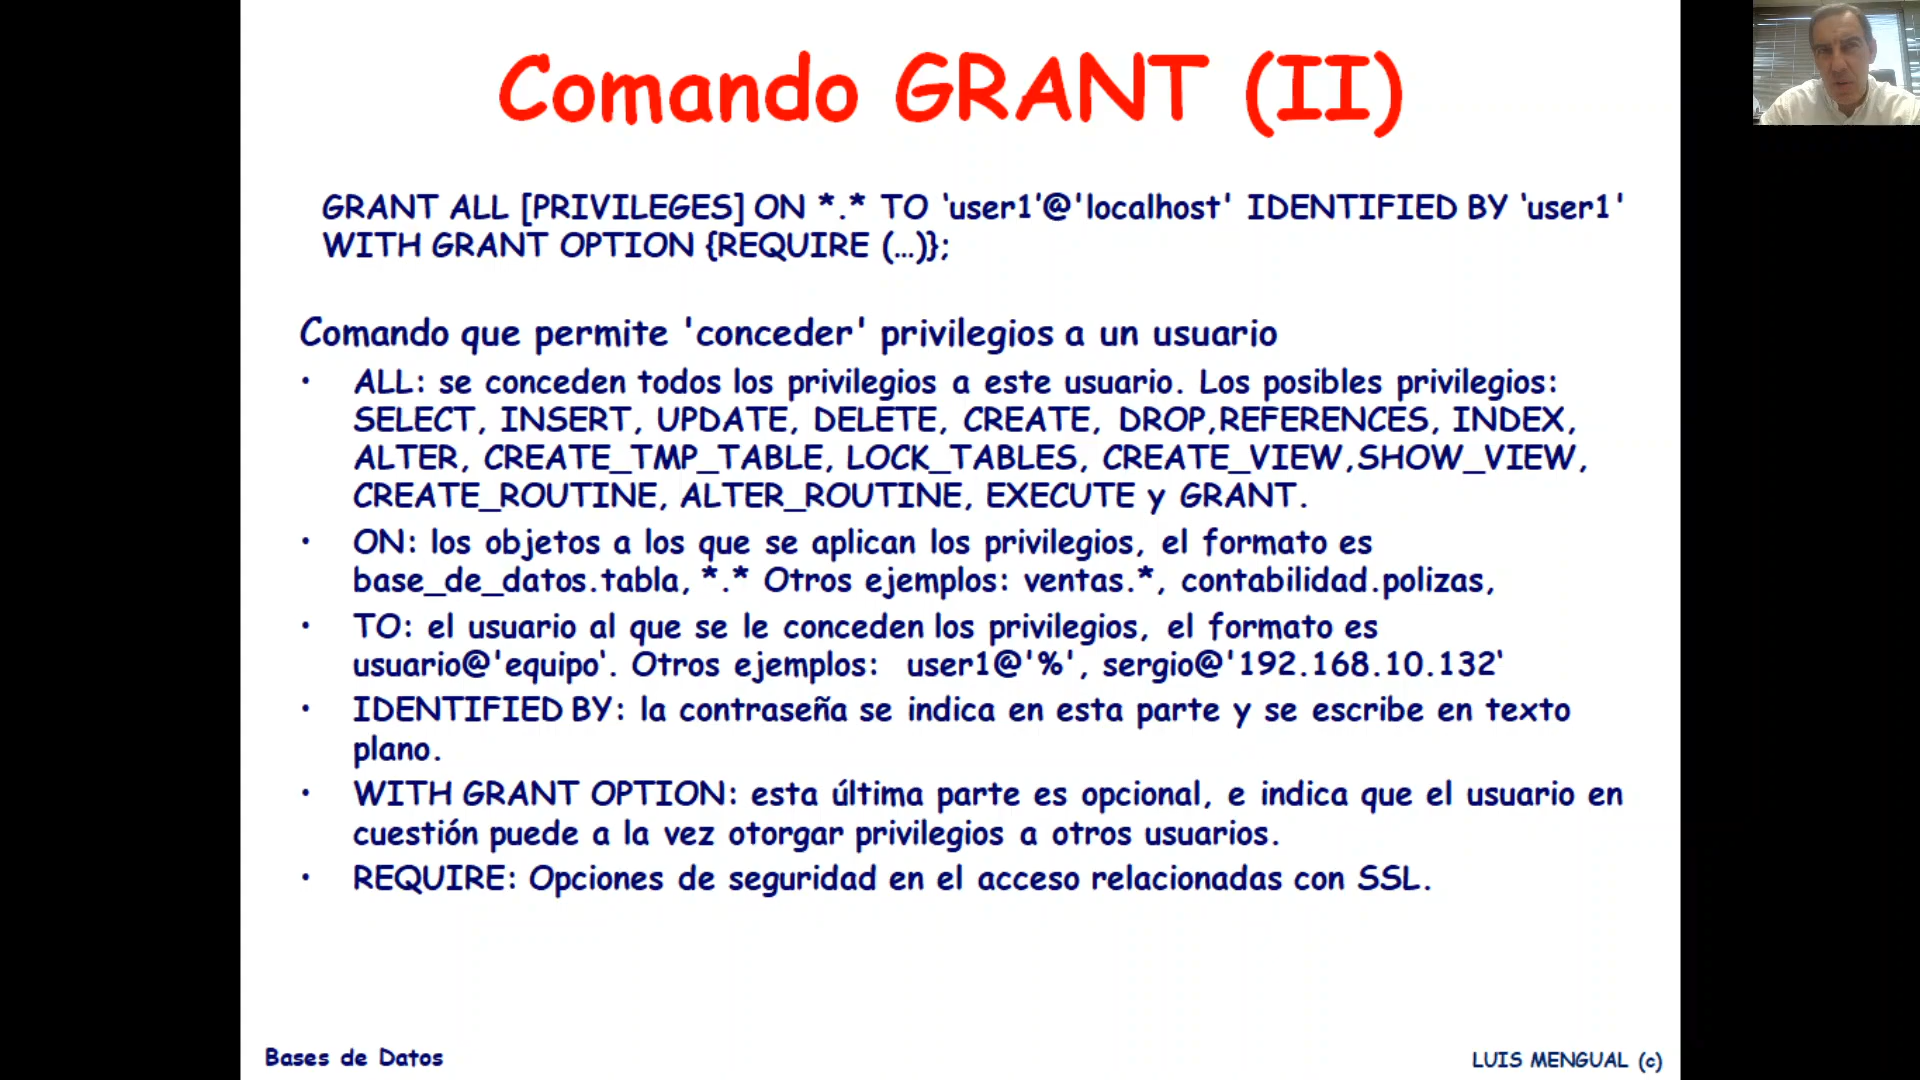 Comando GRANT (II)
GRANT ALL [PRIVILEGES] ON *.* TO ‘user1’@'localhost' IDENTIFIED BY ‘user1'
WITH GRANT OPTION {REQUIRE (…)};
Comando que permite 'conceder' privilegios a un usuario
• ALL: se conceden todos los privilegios a este usuario. Los posibles privilegios:
SELECT, INSERT, UPDATE, DELETE, CREATE, DROP,REFERENCES, INDEX,
ALTER, CREATE_TMP_TABLE, LOCK_TABLES, CREATE_VIEW,SHOW_VIEW,
CREATE_ROUTINE, ALTER_ROUTINE, EXECUTE y GRANT.
• ON: los objetos a los que se aplican los privilegios, el formato es
base_de_datos.tabla, *.* Otros ejemplos: ventas.*, contabilidad.polizas,
• TO: el usuario al que se le conceden los privilegios, el formato es
usuario@'equipo‘. Otros ejemplos: user1@'%', sergio@'192.168.10.132‘
• IDENTIFIED BY: la contraseña se indica en esta parte y se escribe en texto
plano.
• WITH GRANT OPTION: esta última parte es opcional, e indica que el usuario en
cuestión puede a la vez otorgar privilegios a otros usuarios.
• REQUIRE: Opciones de seguridad en el acceso relacionadas con SSL.
Bases de Datos
LUIS MENGUAL (c)